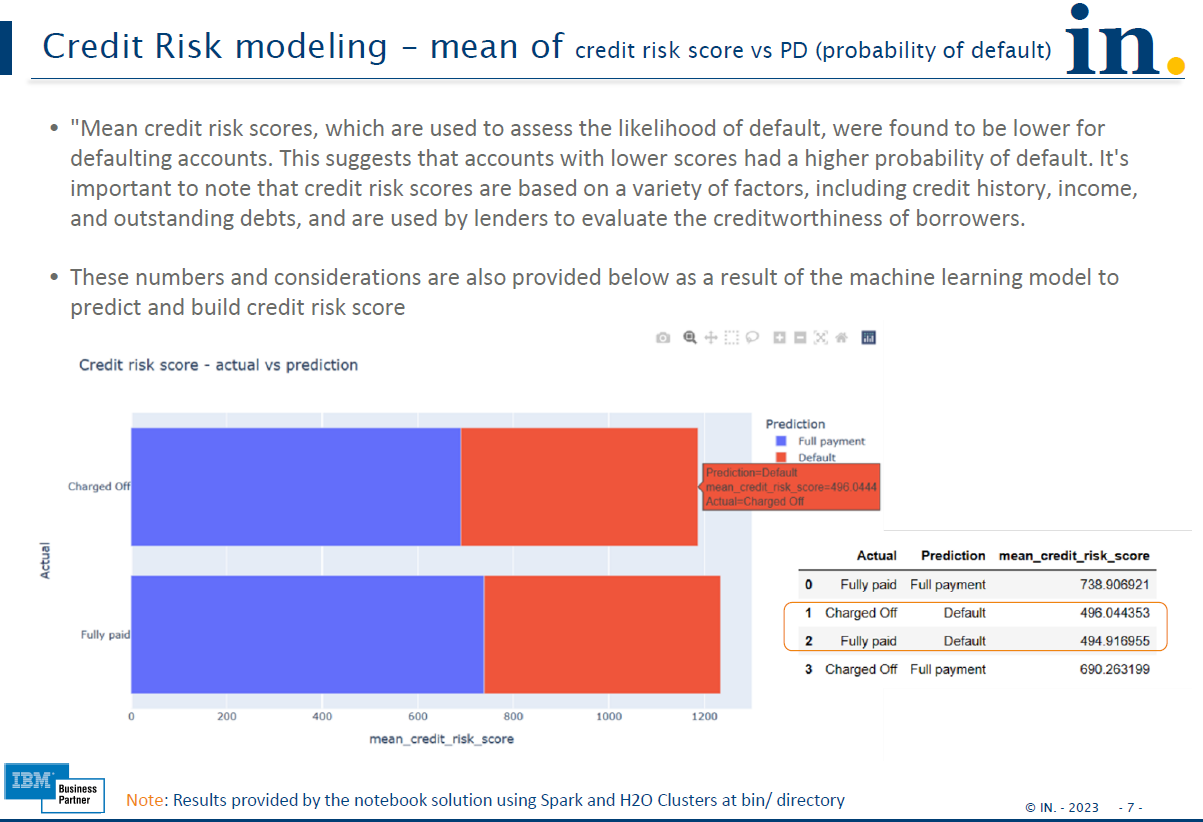 Credit Risk modeling – mean of credit risk score vs PD (probability of default)
in.
• "Mean credit risk scores, which are used to assess the likelihood of default, were found to be lower for
defaulting accounts. This suggests that accounts with lower scores had a higher probability of default. It's
important to note that credit risk scores are based on a variety of factors, including credit history, income,
and outstanding debts, and are used by lenders to evaluate the creditworthiness of borrowers.
• These numbers and considerations are also provided below as a result of the machine learning model to
predict and build credit risk score
Credit risk score - actual vs prediction
Prediction
Full payment
Default
Prediction=Default
mean_credit_risk_score=496.0444
Actual=Charged Off
Actual
Charged Off
Fully paid
0 200 400 600 800 1000 1200
mean_credit_risk_score
Actual Prediction mean_credit_risk_score
0 Fully paid Full payment 738.906921
1 Charged Off Default 496.044353
2 Fully paid Default 494.916955
3 Charged Off Full payment 690.263199
IBM
Business
Partner
Note: Results provided by the notebook solution using Spark and H2O Clusters at bin/ directory
© IN. - 2023 - 7 -